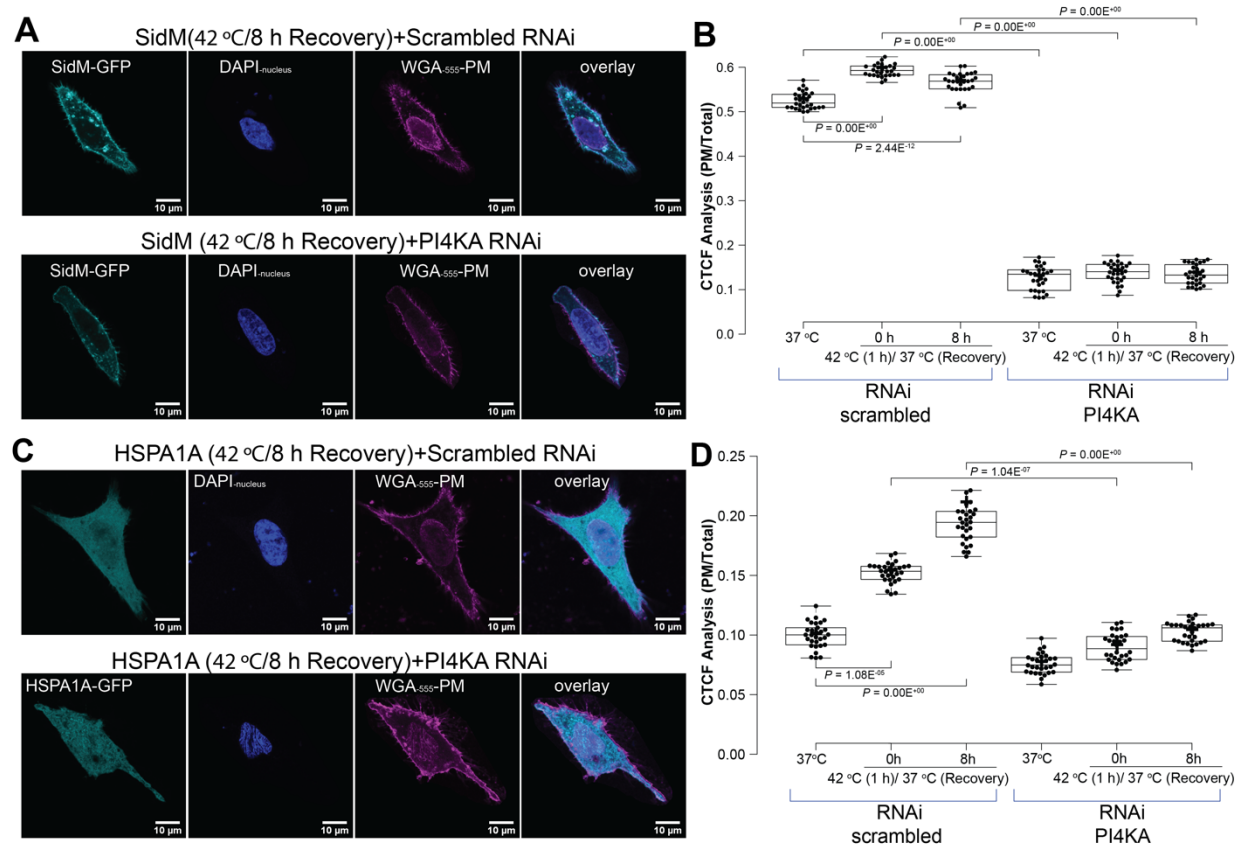 A
SidM(42 ºC/8 h Recovery)+Scrambled RNAi
SidM-GFP
DAPI-nucleus
WGA-555-PM
overlay
10 µm
10 µm
10 µm
10 µm
SidM (42 ºC/8 h Recovery)+PI4KA RNAi
SidM-GFP
DAPI-nucleus
WGA-555-PM
overlay
10 µm
10 µm
10 µm
10 µm
B
P = 0.00E+00
P = 0.00E+00
P = 0.00E+00
P = 2.44E-12
CTCF Analysis (PM/Total)
0.6
0.5
0.4
0.3
0.2
0.1
0.0
37 ºC
0h
8 h
37 ºC
0h
8 h
42 ºC (1 h)/ 37 ºC (Recovery)
42 ºC (1 h)/ 37 ºC (Recovery)
RNAi
scrambled
RNAi
PI4KA
C
HSPA1A (42 ºC/8 h Recovery)+Scrambled RNAi
DAPI-nucleus
WGA-555-PM
overlay
10 µm
10 µm
10 µm
10 µm
HSPA1A (42 ºC/8 h Recovery)+PI4KA RNAi
HSPA1A-GFP
WGA-555-PM
overlay
10 µm
10 µm
10 µm
10 µm
D
P = 0.00E+00
P = 1.04E-07
P = 1.08E-05
P = 0.00E+00
CTCF Analysis (PM/Total)
0.25
0.20
0.15
0.10
0.05
0.00
37ºC
0h
8h
37ºC
0h
8h
42 ºC (1 h)/ 37 ºC (Recovery)
42 ºC (1 h)/ 37 ºC (Recovery)
RNAi
scrambled
RNAi
PI4KA